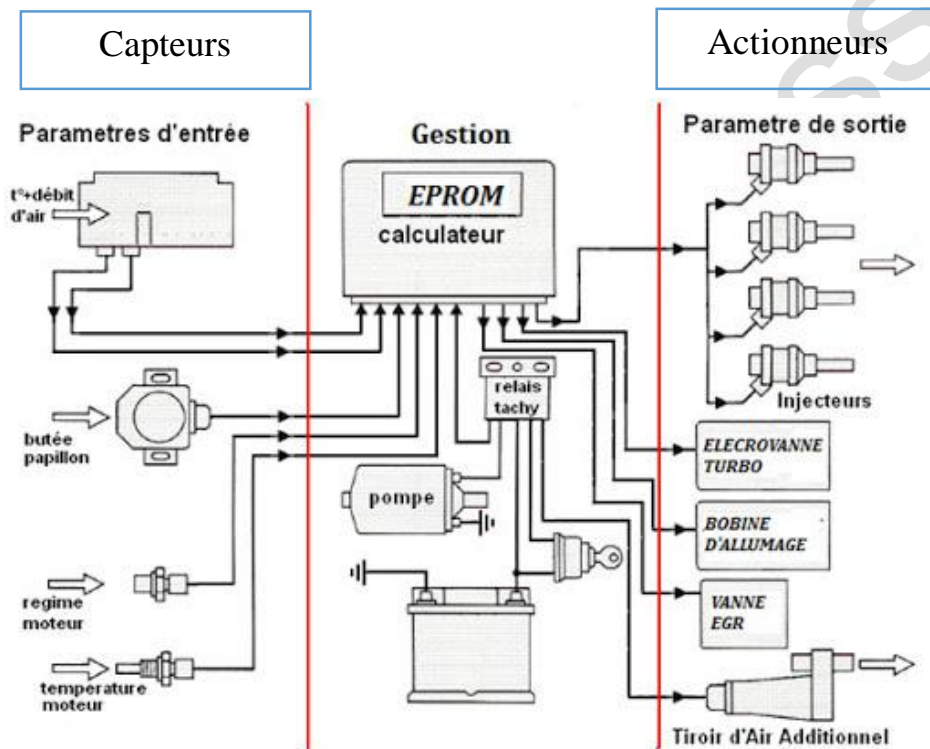 Capteurs
Actionneurs
Parametres d'entrée
Gestion
Parametre de sortie
t°+débit
d'air
EPROM
calculateur
relais
tachy
butée
papillon
pompe
Injecteurs
ELECROVANNE
TURBO
BOBINE
D'ALLUMAGE
regime
moteur
VANNE
EGR
temperature
moteur
Tiroir d'Air Additionnel